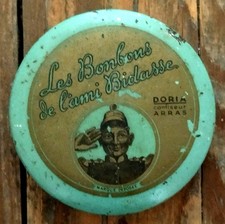 Les Bonbons
de l'ami Bidasse
DORIA
CONFISEUR
ARRAS